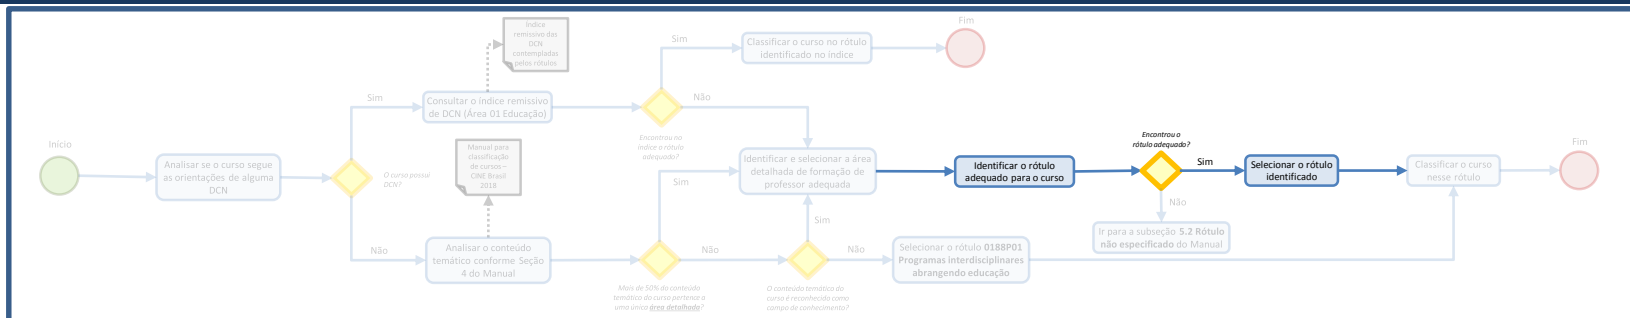 Início
Analisar se o curso segue
as orientações de alguma
DCN
O curso possui
DCN?
Sim
Não
Índice
remissivo das
DCN
contempladas
pelos rótulos
Consultar o índice remissivo
de DCN (Área 01 Educação)
Manual para
classificação
de cursos –
CINE Brasil
2018
Analisar o conteúdo
temático conforme Seção
4 do Manual
Sim
Não
Encontrou no
índice o rótulo
adequado?
Classificar o curso no rótulo
identificado no índice
Fim
Mais de 50% do conteúdo
temático do curso pertence a
uma única área detalhada?
Sim
Não
Identificar e selecionar a área
detalhada de formação de
professor adequada
Sim
Não
O conteúdo temático do
curso é reconhecido como
campo do conhecimento?
Selecionar o rótulo 0188P01
Programas interdisciplinares
abrangendo educação
Identificar o rótulo
adequado para o curso
Encontrou o
rótulo adequado?
Sim
Não
Ir para a subseção 5.2 Rótulo
não especificado do Manual
Selecionar o rótulo
identificado
Classificar o curso
nesse rótulo
Fim